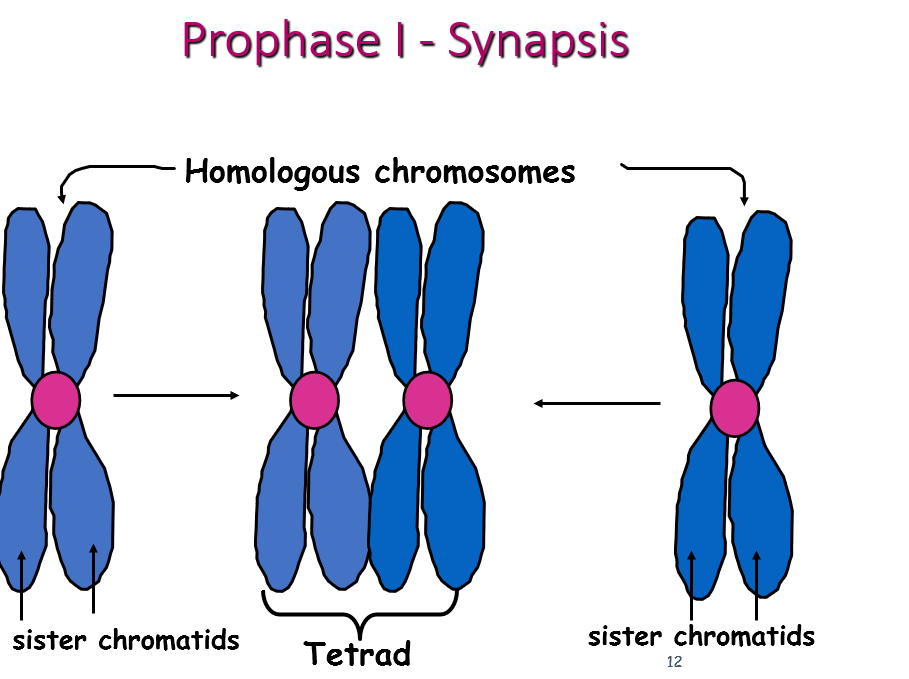 Prophase I - Synapsis
Homologous chromosomes
sister chromatids
Tetrad
sister chromatids
12